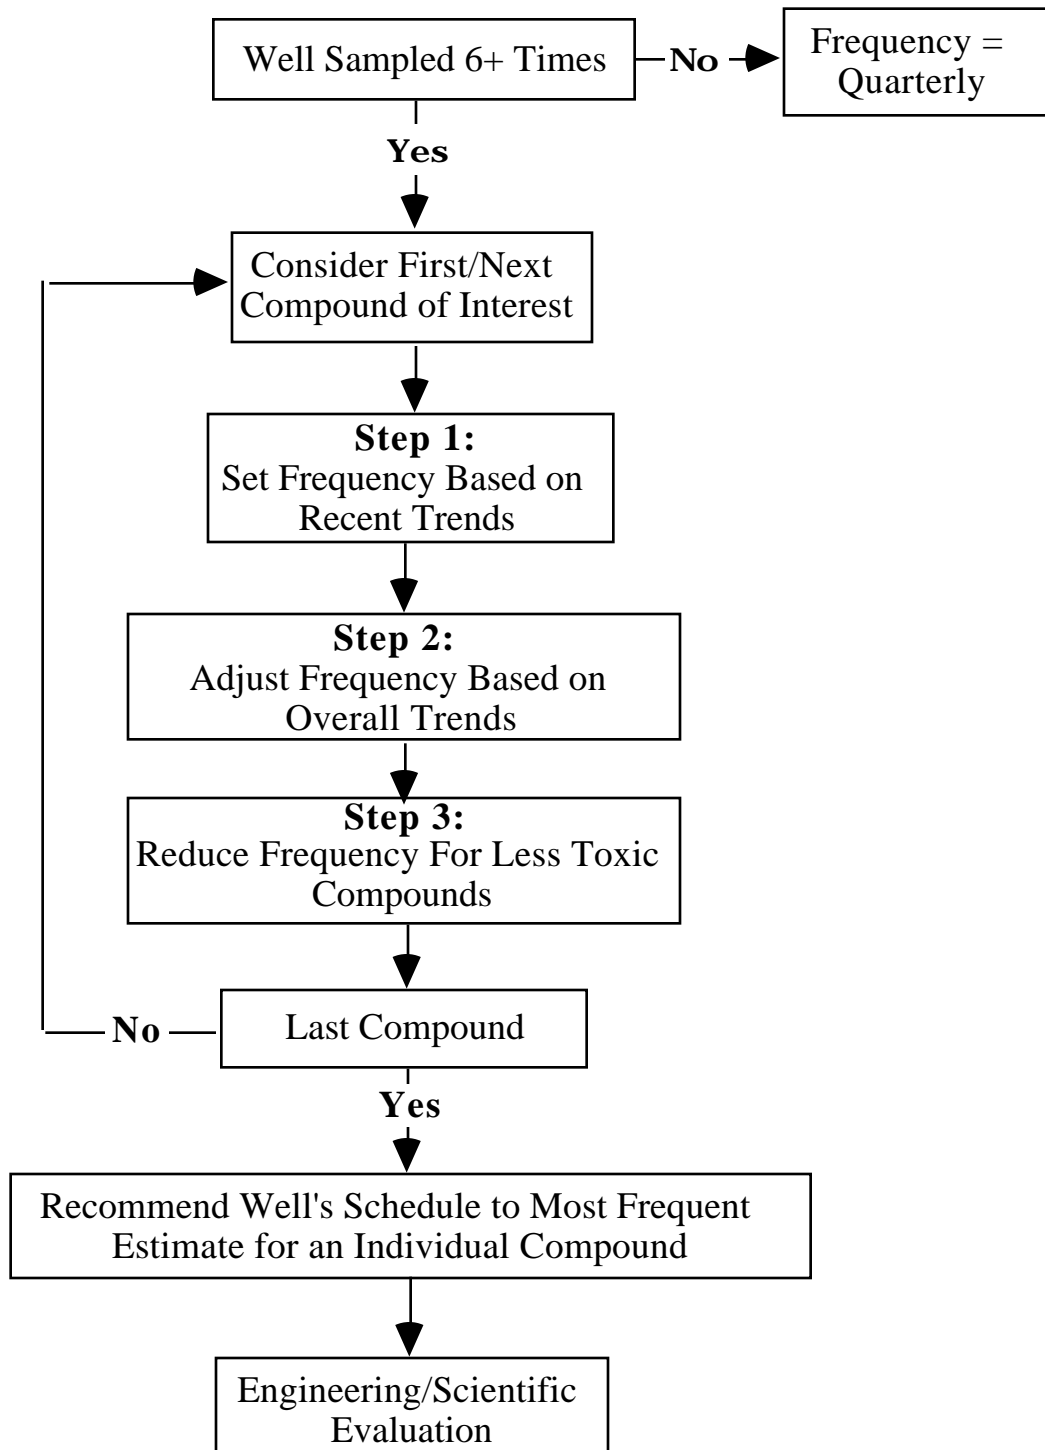 Well Sampled 6+ Times
No
Frequency =
Quarterly
Yes
Consider First/Next
Compound of Interest
Step 1:
Set Frequency Based on
Recent Trends
Step 2:
Adjust Frequency Based on
Overall Trends
Step 3:
Reduce Frequency For Less Toxic
Compounds
Last Compound
No
Yes
Recommend Well's Schedule to Most Frequent
Estimate for an Individual Compound
Engineering/Scientific
Evaluation